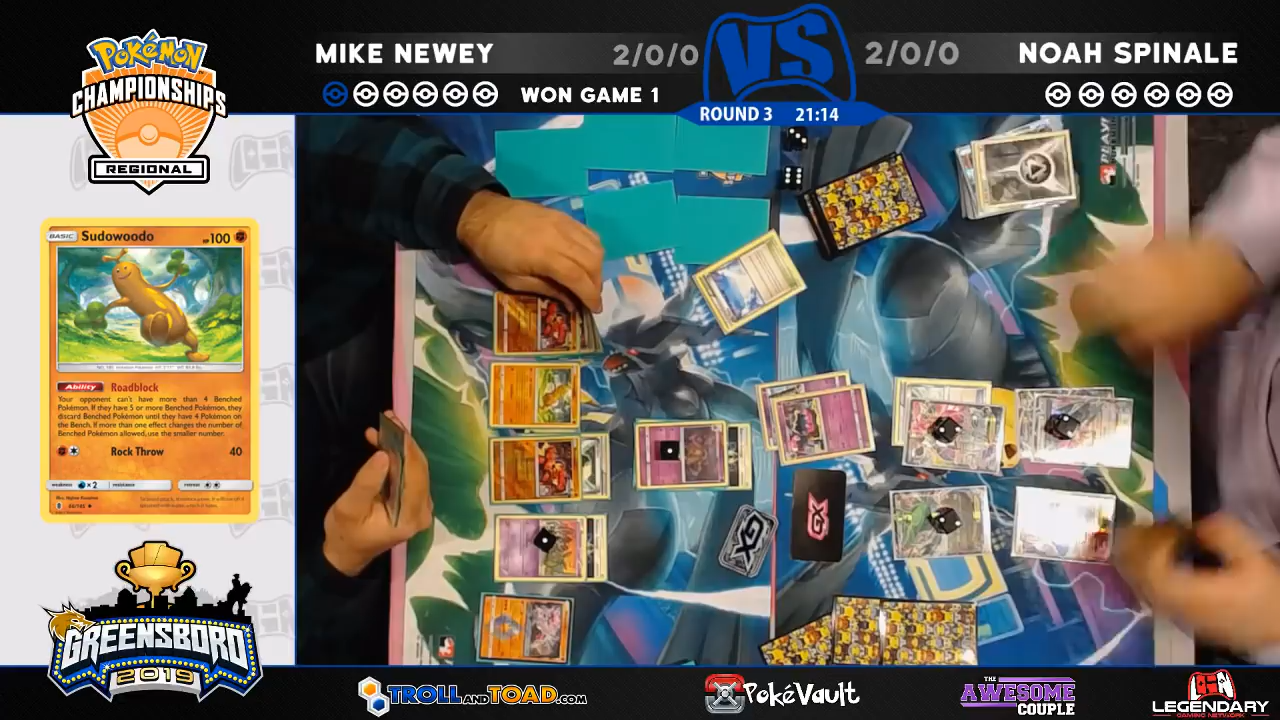 Pokémon
CHAMPIONSHIPS
REGIONAL
MIKE NEWEY
2/0/0
VS
2/0/0
NOAH SPINALE
WON GAME 1
ROUND 3 21:14
BASIC Sudowoodo HP 100
Ability Roadblock
Your opponent can't have more than 4 Benched
Pokémon. If they have 5 or more Benched Pokémon, they
discard Benched Pokémon until they have 4 Pokémon on
the Bench. If more than one effect changes the number of
Benched Pokémon allowed, use the smaller number.
Rock Throw 40
weakness ×2 resistance retreat
GX
GX
GREENSBORO
2019
TROLL AND TOAD.COM
PokéVault
THE
AWESOME
COUPLE
LEGENDARY
GAMING NETWORK